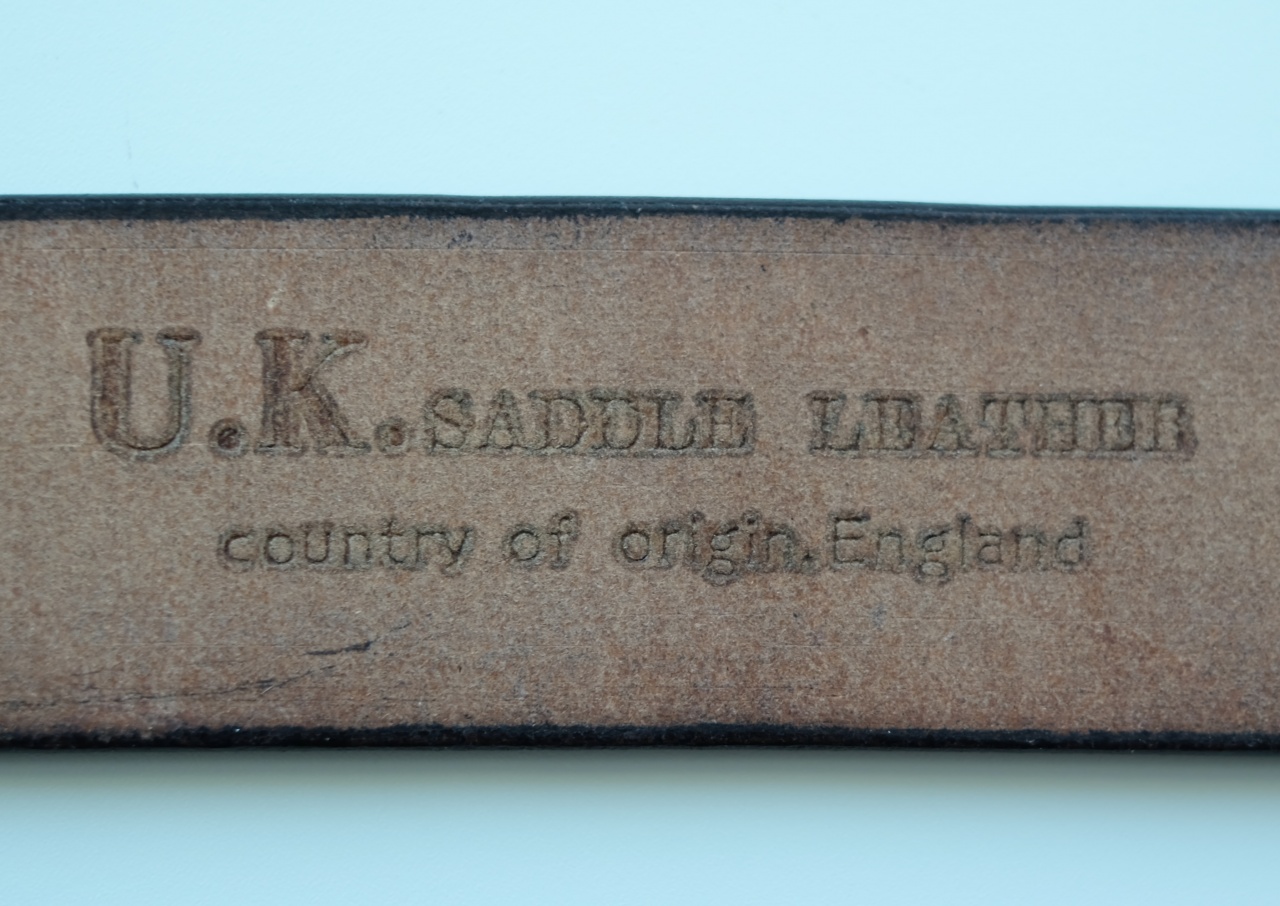 U.K. SADDLE LEATHER
country of origin.England